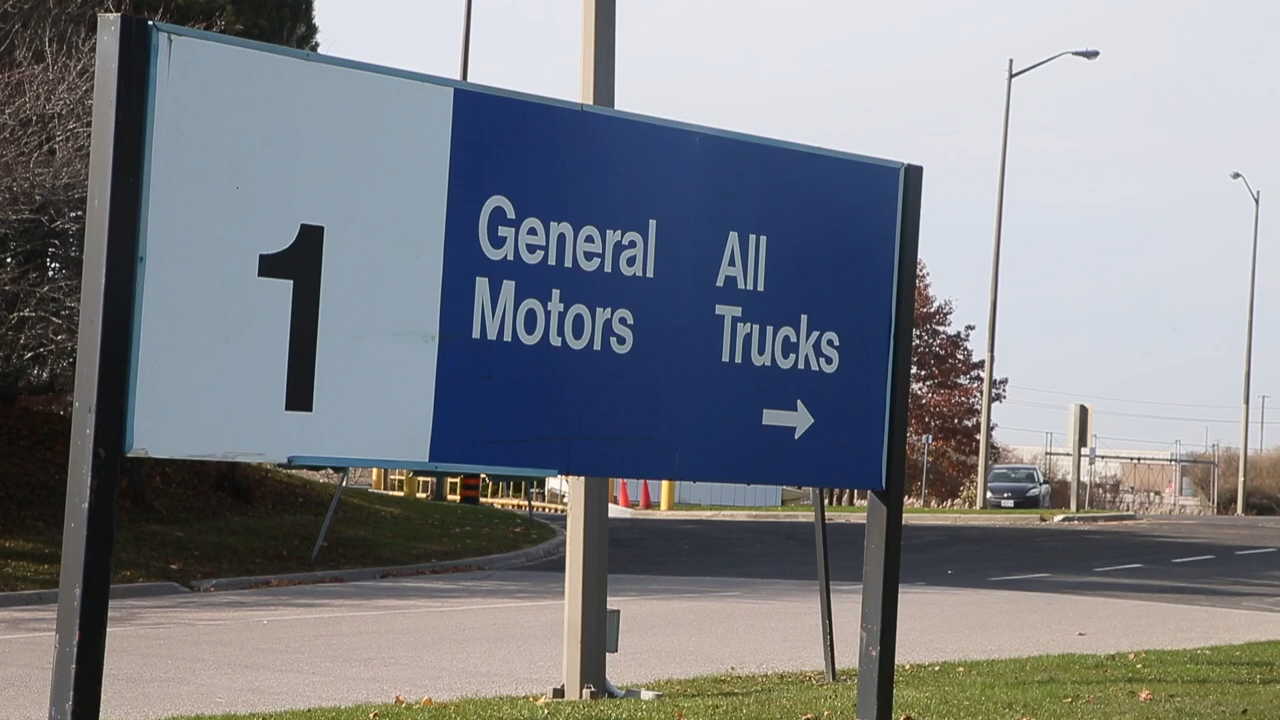 1
General
Motors
All
Trucks
→